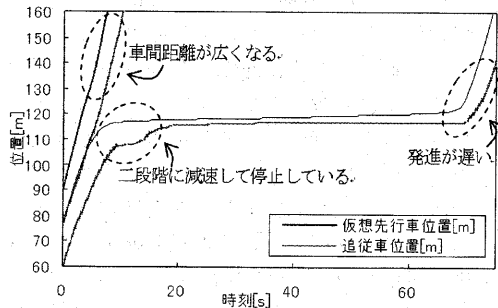 160
150
140
130
120
110
100
90
80
70
60
位置[m]
車間距離が広くなる.
二段階に減速して停止している.
発進が遅い.
仮想先行車位置[m]
追従車位置[m]
0
20
40
60
時刻[s]